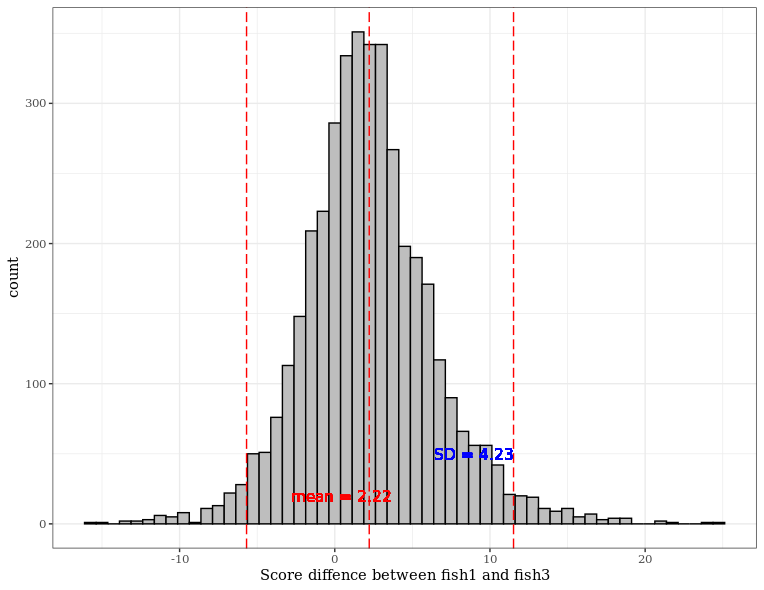 300
200
100
0
count
SD = 4.23
mean = 2.22
-10 0 10 20
Score diffence between fish1 and fish3